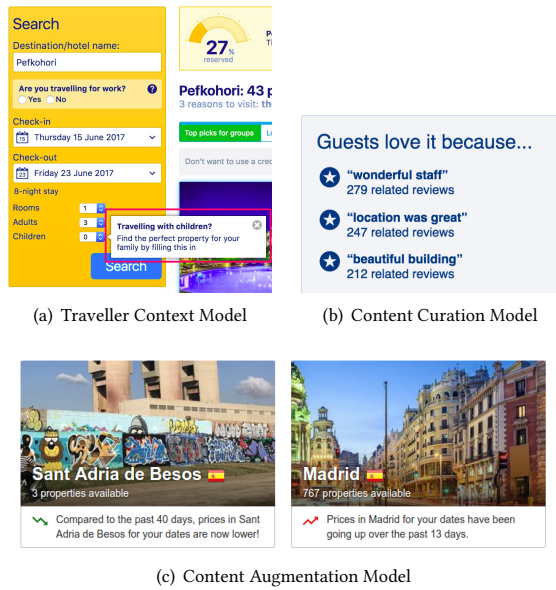 Search
Destination/hotel name:
Pefkohori
Are you travelling for work?
Yes No
Check-in
15 Thursday 15 June 2017
Check-out
23 Friday 23 June 2017
8-night stay
Rooms 1
Adults 3
Children 0
Search
Travelling with children?
Find the perfect property for your
family by filling this in
27%
reserved
Pefkohori: 43 p
3 reasons to visit: th
Top picks for groups
Don't want to use a cred
(a) Traveller Context Model
Guests love it because...
“wonderful staff”
279 related reviews
“location was great”
247 related reviews
“beautiful building”
212 related reviews
(b) Content Curation Model
Sant Adria de Besos
3 properties available
Compared to the past 40 days, prices in Sant
Adria de Besos for your dates are now lower!
Madrid
767 properties available
Prices in Madrid for your dates have been
going up over the past 13 days.
(c) Content Augmentation Model